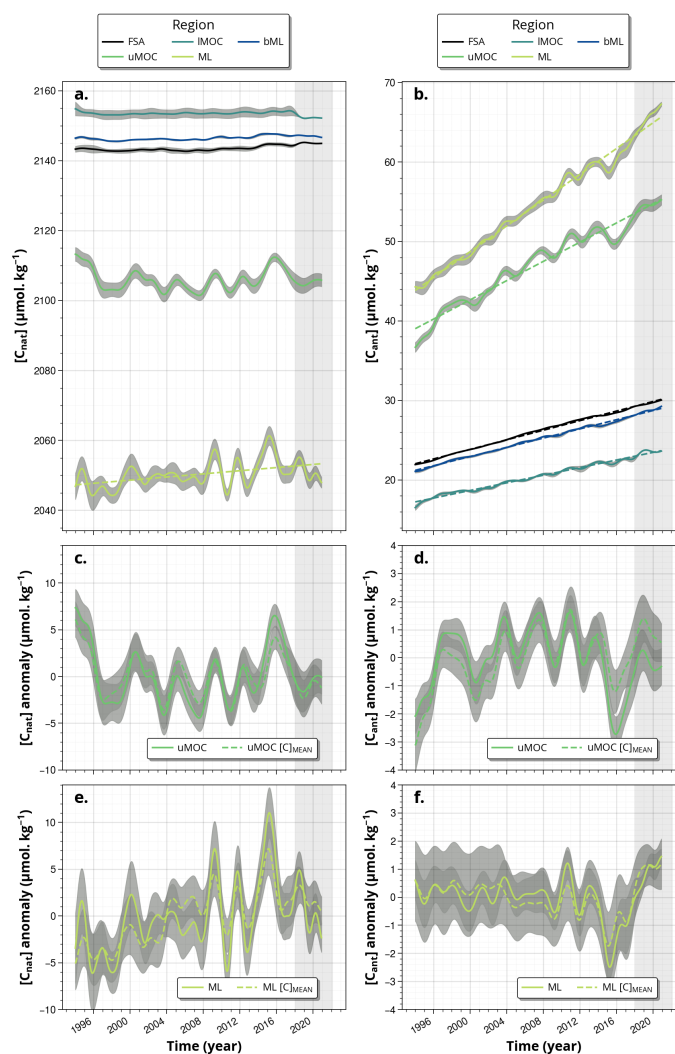 Region
FSA
lMOC
bML
uMOC
ML
Region
FSA
lMOC
bML
uMOC
ML
a.
2160
2140
2120
2100
2080
2060
2040
[Cnat] (μmol. kg−1)
b.
70
60
50
40
30
20
[Cant] (μmol. kg−1)
c.
10
5
0
−5
−10
[Cnat] anomaly (μmol. kg−1)
uMOC
uMOC [C]MEAN
d.
4
3
2
1
0
−1
−2
−3
−4
[Cant] anomaly (μmol. kg−1)
uMOC
uMOC [C]MEAN
e.
10
5
0
−5
−10
[Cnat] anomaly (μmol. kg−1)
ML
ML [C]MEAN
1996 2000 2004 2008 2012 2016 2020
Time (year)
f.
4
3
2
1
0
−1
−2
−3
−4
[Cant] anomaly (μmol. kg−1)
ML
ML [C]MEAN
1996 2000 2004 2008 2012 2016 2020
Time (year)